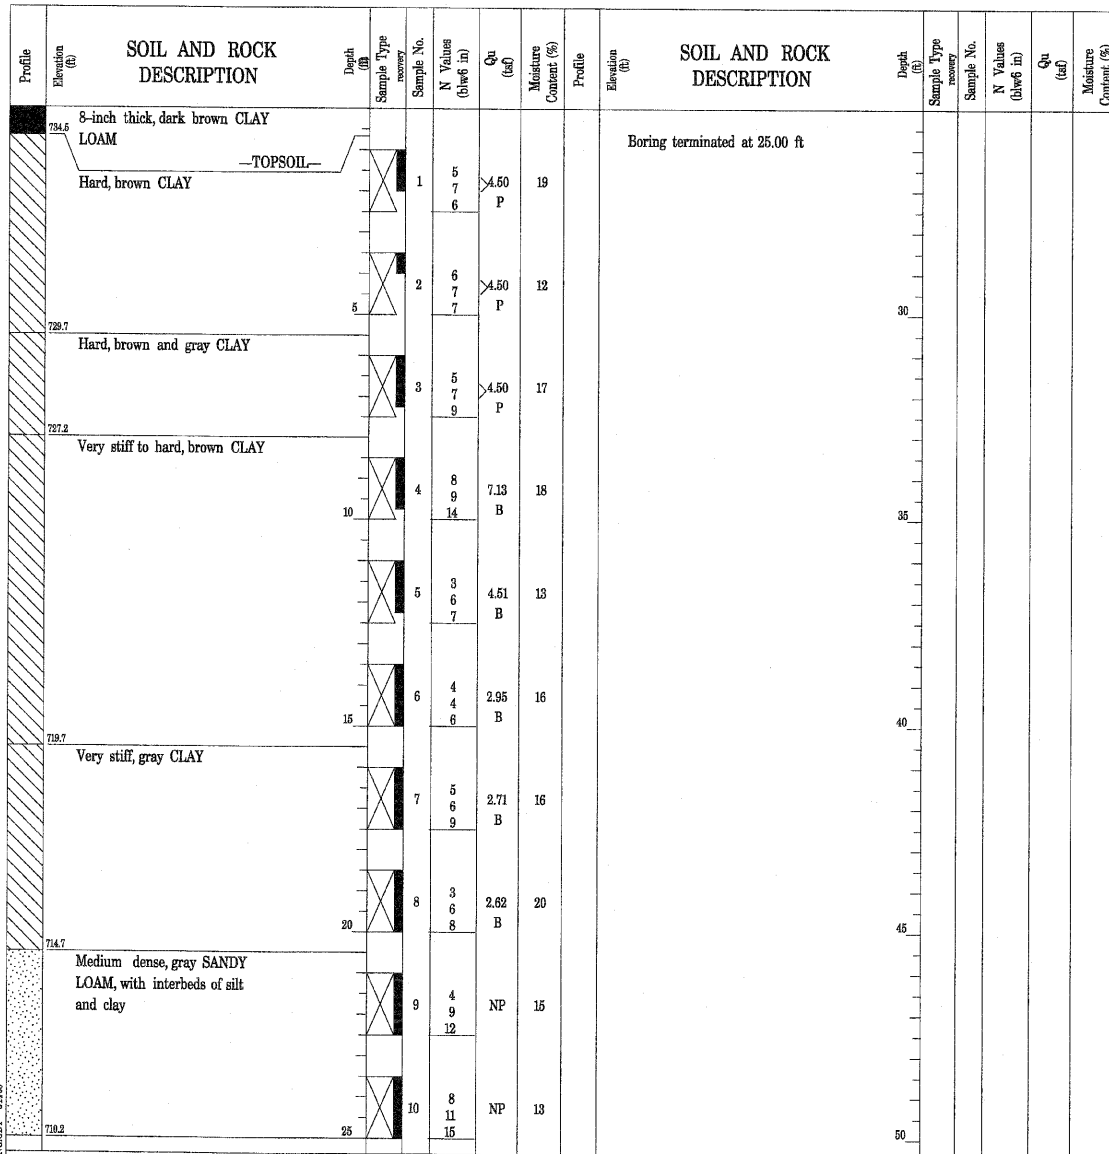 Profile
Elevation
(ft)
SOIL AND ROCK
DESCRIPTION
Depth
(ft)
Sample Type
recovery
Sample No.
N Values
(blw6 in)
Qu
(tsf)
Moisture
Content (%)
Profile
Elevation
(ft)
SOIL AND ROCK
DESCRIPTION
Depth
(ft)
Sample Type
recovery
Sample No.
N Values
(blw6 in)
Qu
(tsf)
Moisture
Content (%)
8-inch thick, dark brown CLAY
734.5
LOAM
—TOPSOIL—
Hard, brown CLAY
1
5
7
6
>4.50
P
19
2
6
7
7
>4.50
P
12
5
729.7
Hard, brown and gray CLAY
3
5
7
9
>4.50
P
17
727.2
Very stiff to hard, brown CLAY
4
8
9
14
7.13
B
18
10
5
3
6
7
4.51
B
13
6
4
4
6
2.95
B
16
15
719.7
Very stiff, gray CLAY
7
5
6
9
2.71
B
16
8
3
6
8
2.62
B
20
20
714.7
Medium dense, gray SANDY
LOAM, with interbeds of silt
and clay
9
4
9
12
NP
15
10
8
11
15
NP
13
710.2
25
Boring terminated at 25.00 ft
30
35
40
45
50